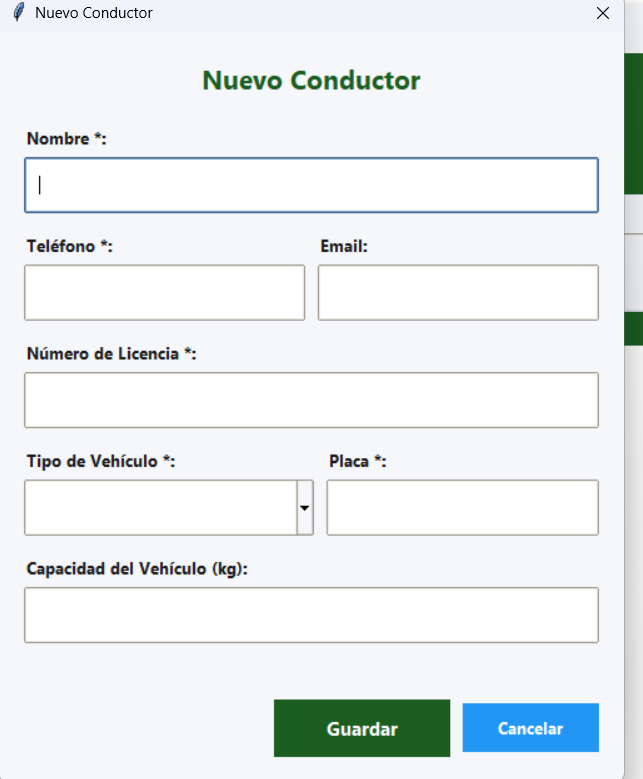 Nuevo Conductor
Nuevo Conductor
Nombre *:
Teléfono *: Email:
Número de Licencia *:
Tipo de Vehículo *: Placa *:
Capacidad del Vehículo (kg):
Guardar Cancelar